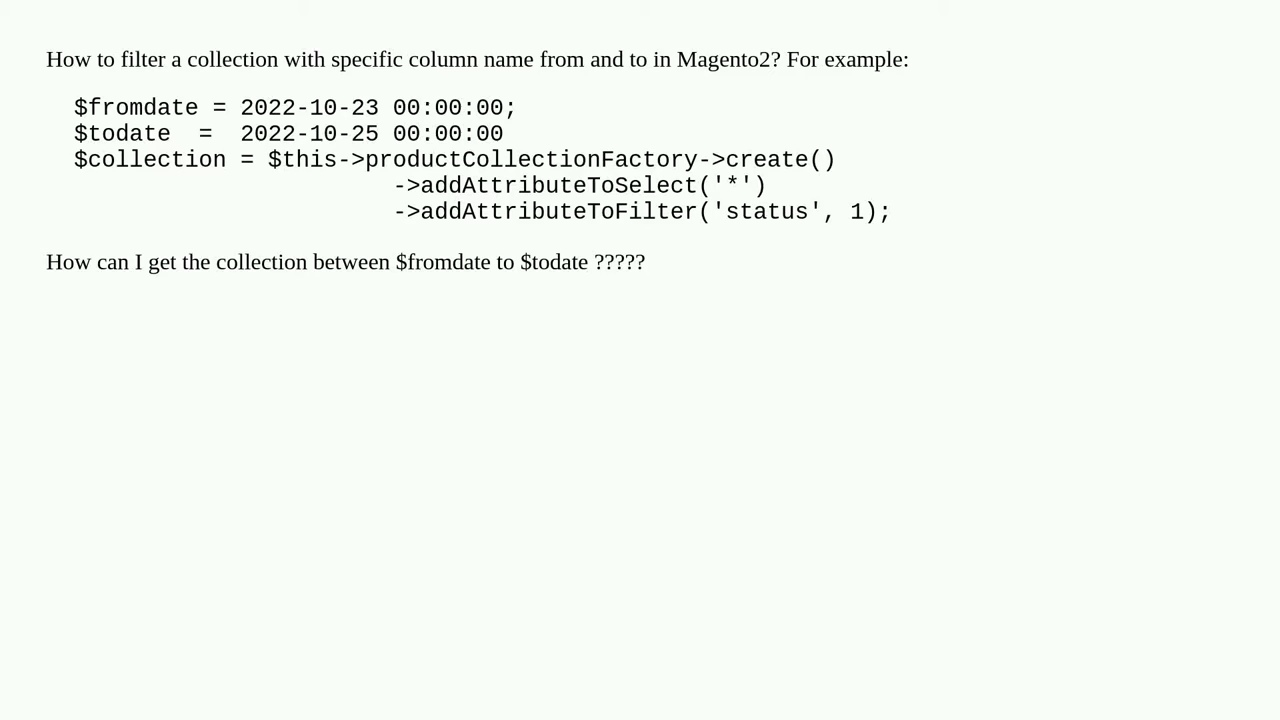 How to filter a collection with specific column name from and to in Magento2? For example:
$fromdate = 2022-10-23 00:00:00;
$todate  =  2022-10-25 00:00:00
$collection = $this->productCollectionFactory->create()
->addAttributeToSelect('*')
->addAttributeToFilter('status', 1);
How can I get the collection between $fromdate to $todate ?????